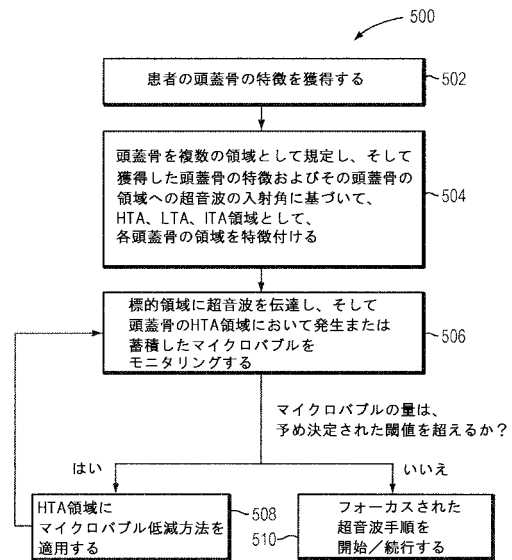 500
患者の頭蓋骨の特徴を獲得する
502
頭蓋骨を複数の領域として規定し、そして
獲得した頭蓋骨の特徴およびその頭蓋骨の
領域への超音波の入射角に基づいて、
HTA、LTA、ITA領域として、
各頭蓋骨の領域を特徴付ける
504
標的領域に超音波を伝達し、そして
頭蓋骨のHTA領域において発生または
蓄積したマイクロバブルを
モニタリングする
506
マイクロバブルの量は、
予め決定された閾値を超えるか?
はい
いいえ
HTA領域に
マイクロバブル低減方法を
適用する
508
フォーカスされた
超音波手順を
開始/続行する
510